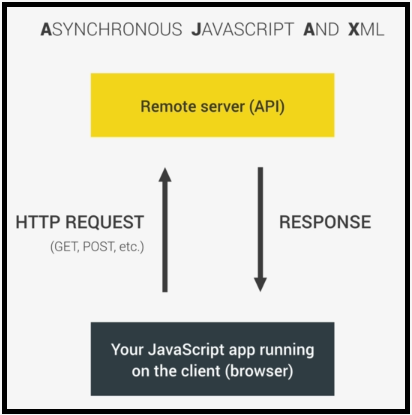 ASYNCHRONOUS JAVASCRIPT AND XML
Remote server (API)
HTTP REQUEST
(GET, POST, etc.)
RESPONSE
Your JavaScript app running
on the client (browser)